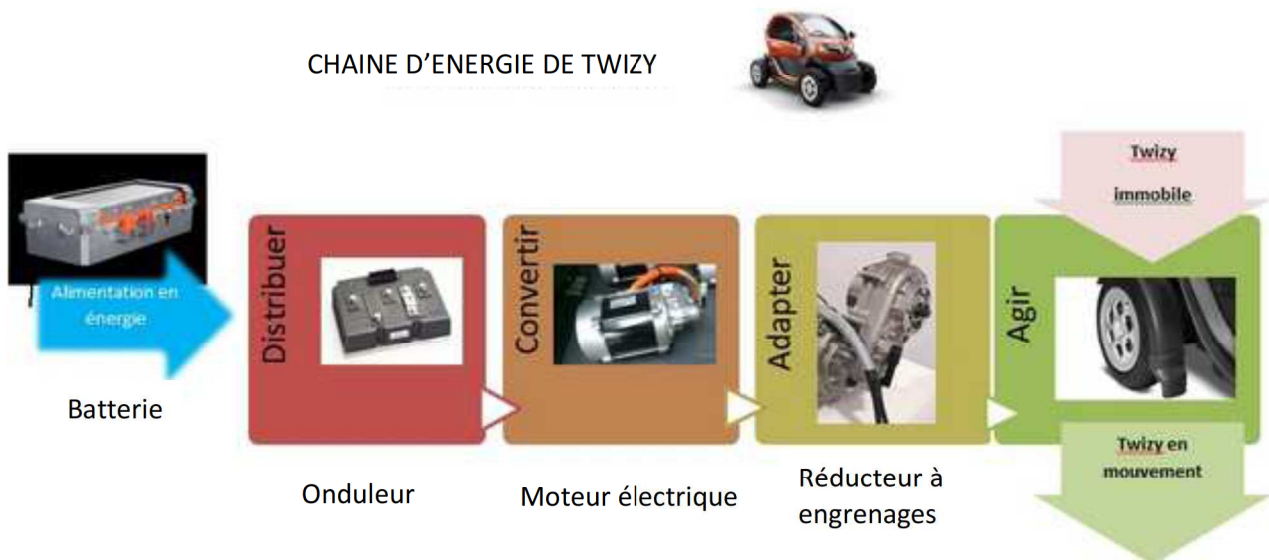 CHAINE D’ENERGIE DE TWIZY
Alimentation en
énergie
Batterie
Distribuer
Onduleur
Convertir
Moteur électrique
Adapter
Réducteur à
engrenages
Agir
Twizy
immobile
Twizy en
mouvement